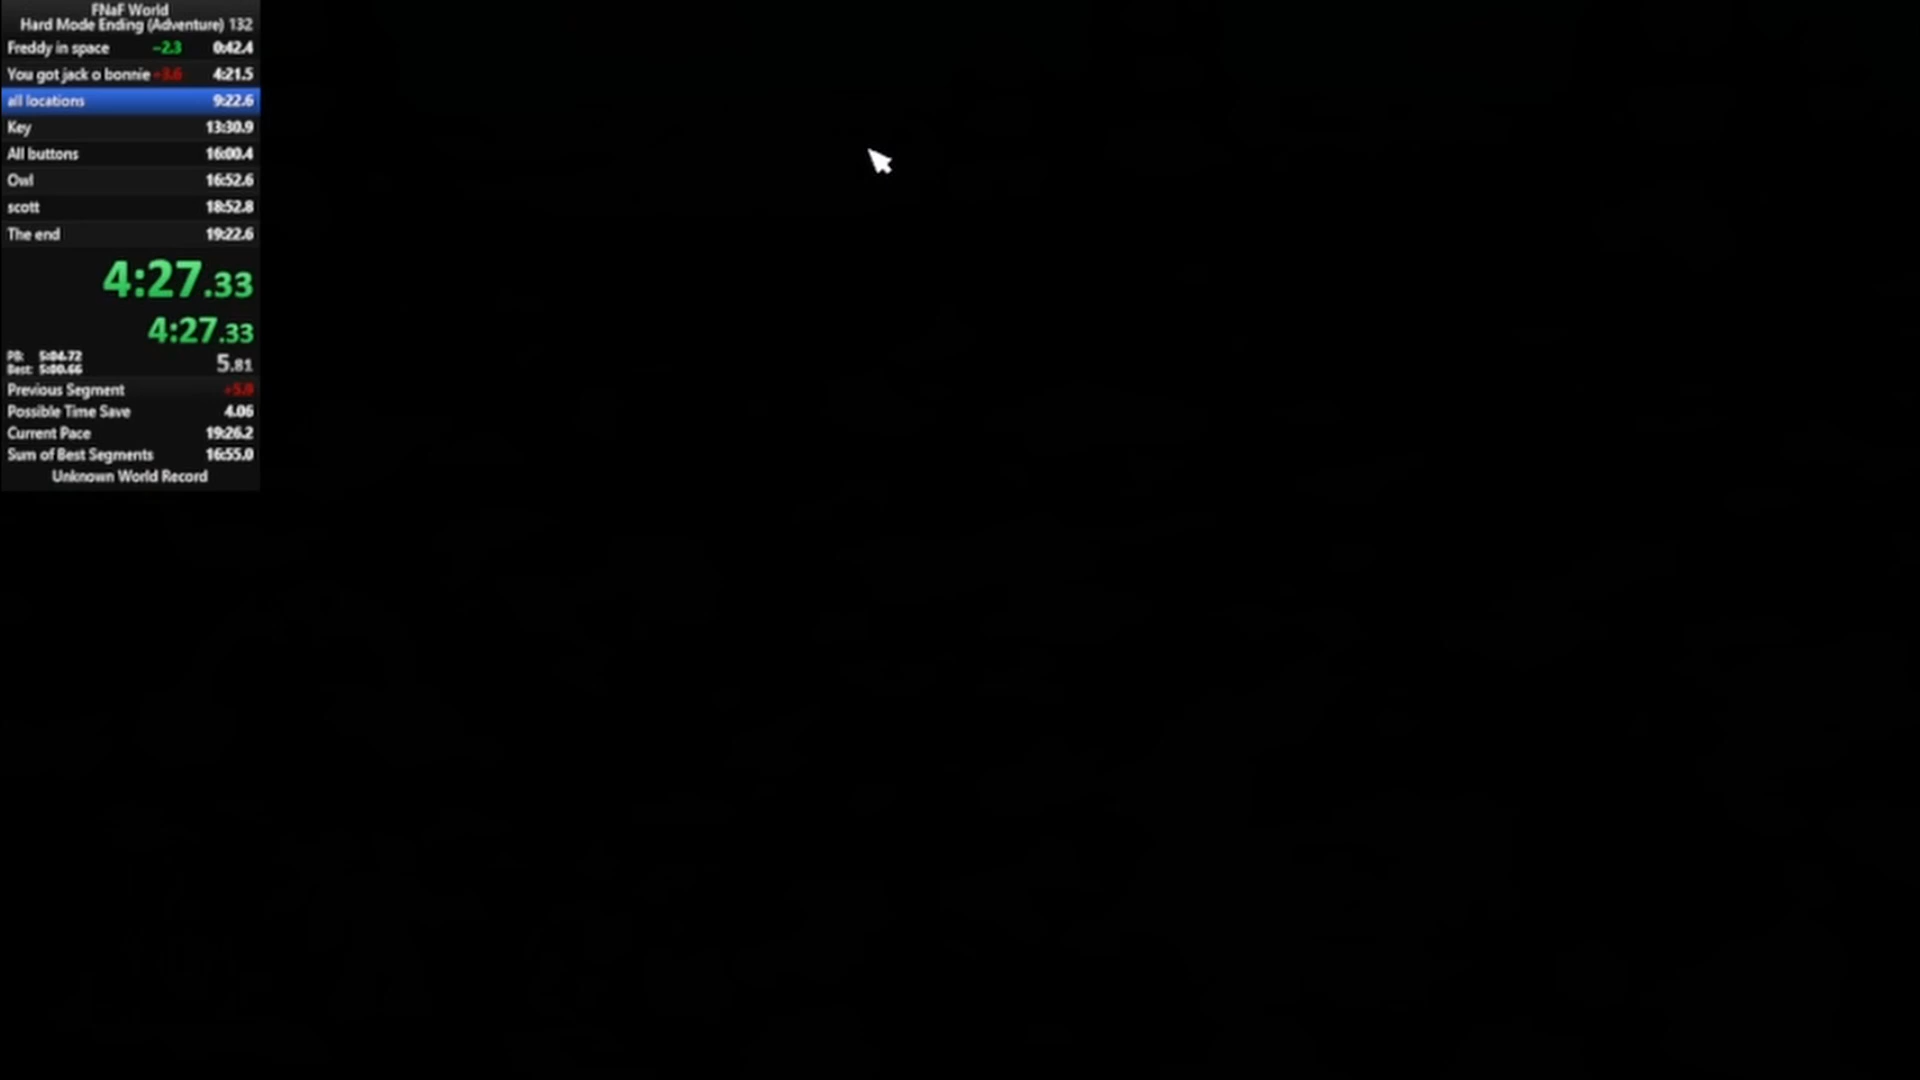 FNaF World
Hard Mode Ending (Adventure) 132
Freddy in space -2.3 0:42.4
You got jack o bonnie +3.6 4:21.5
all locations 9:22.6
Key 13:30.9
All buttons 16:00.4
Owl 16:52.6
scott 18:52.8
The end 19:22.6
4:27.33
4:27.33
PB: 5:04.72
Best: 5:00.66 5.81
Previous Segment +5.9
Possible Time Save 4.06
Current Pace 19:26.2
Sum of Best Segments 16:55.0
Unknown World Record